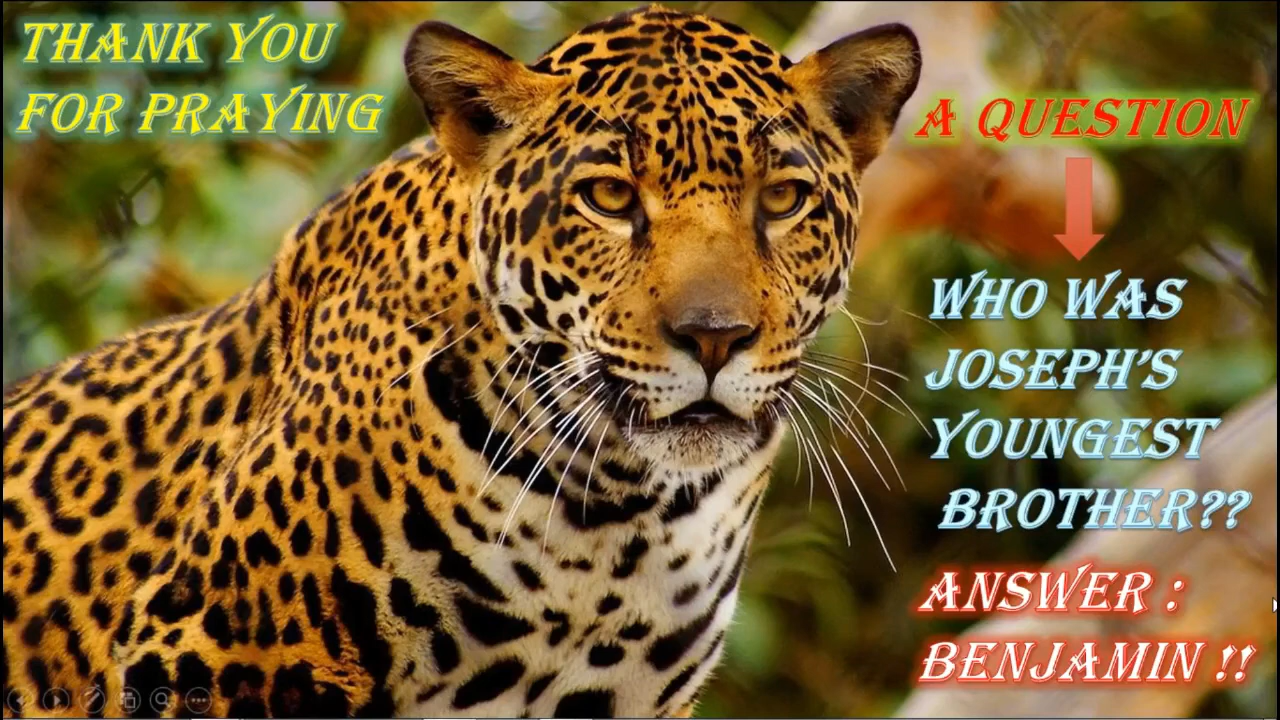 THANK YOU
FOR PRAYING
A QUESTION
WHO WAS
JOSEPH'S
YOUNGEST
BROTHER??
ANSWER :
BENJAMIN !!